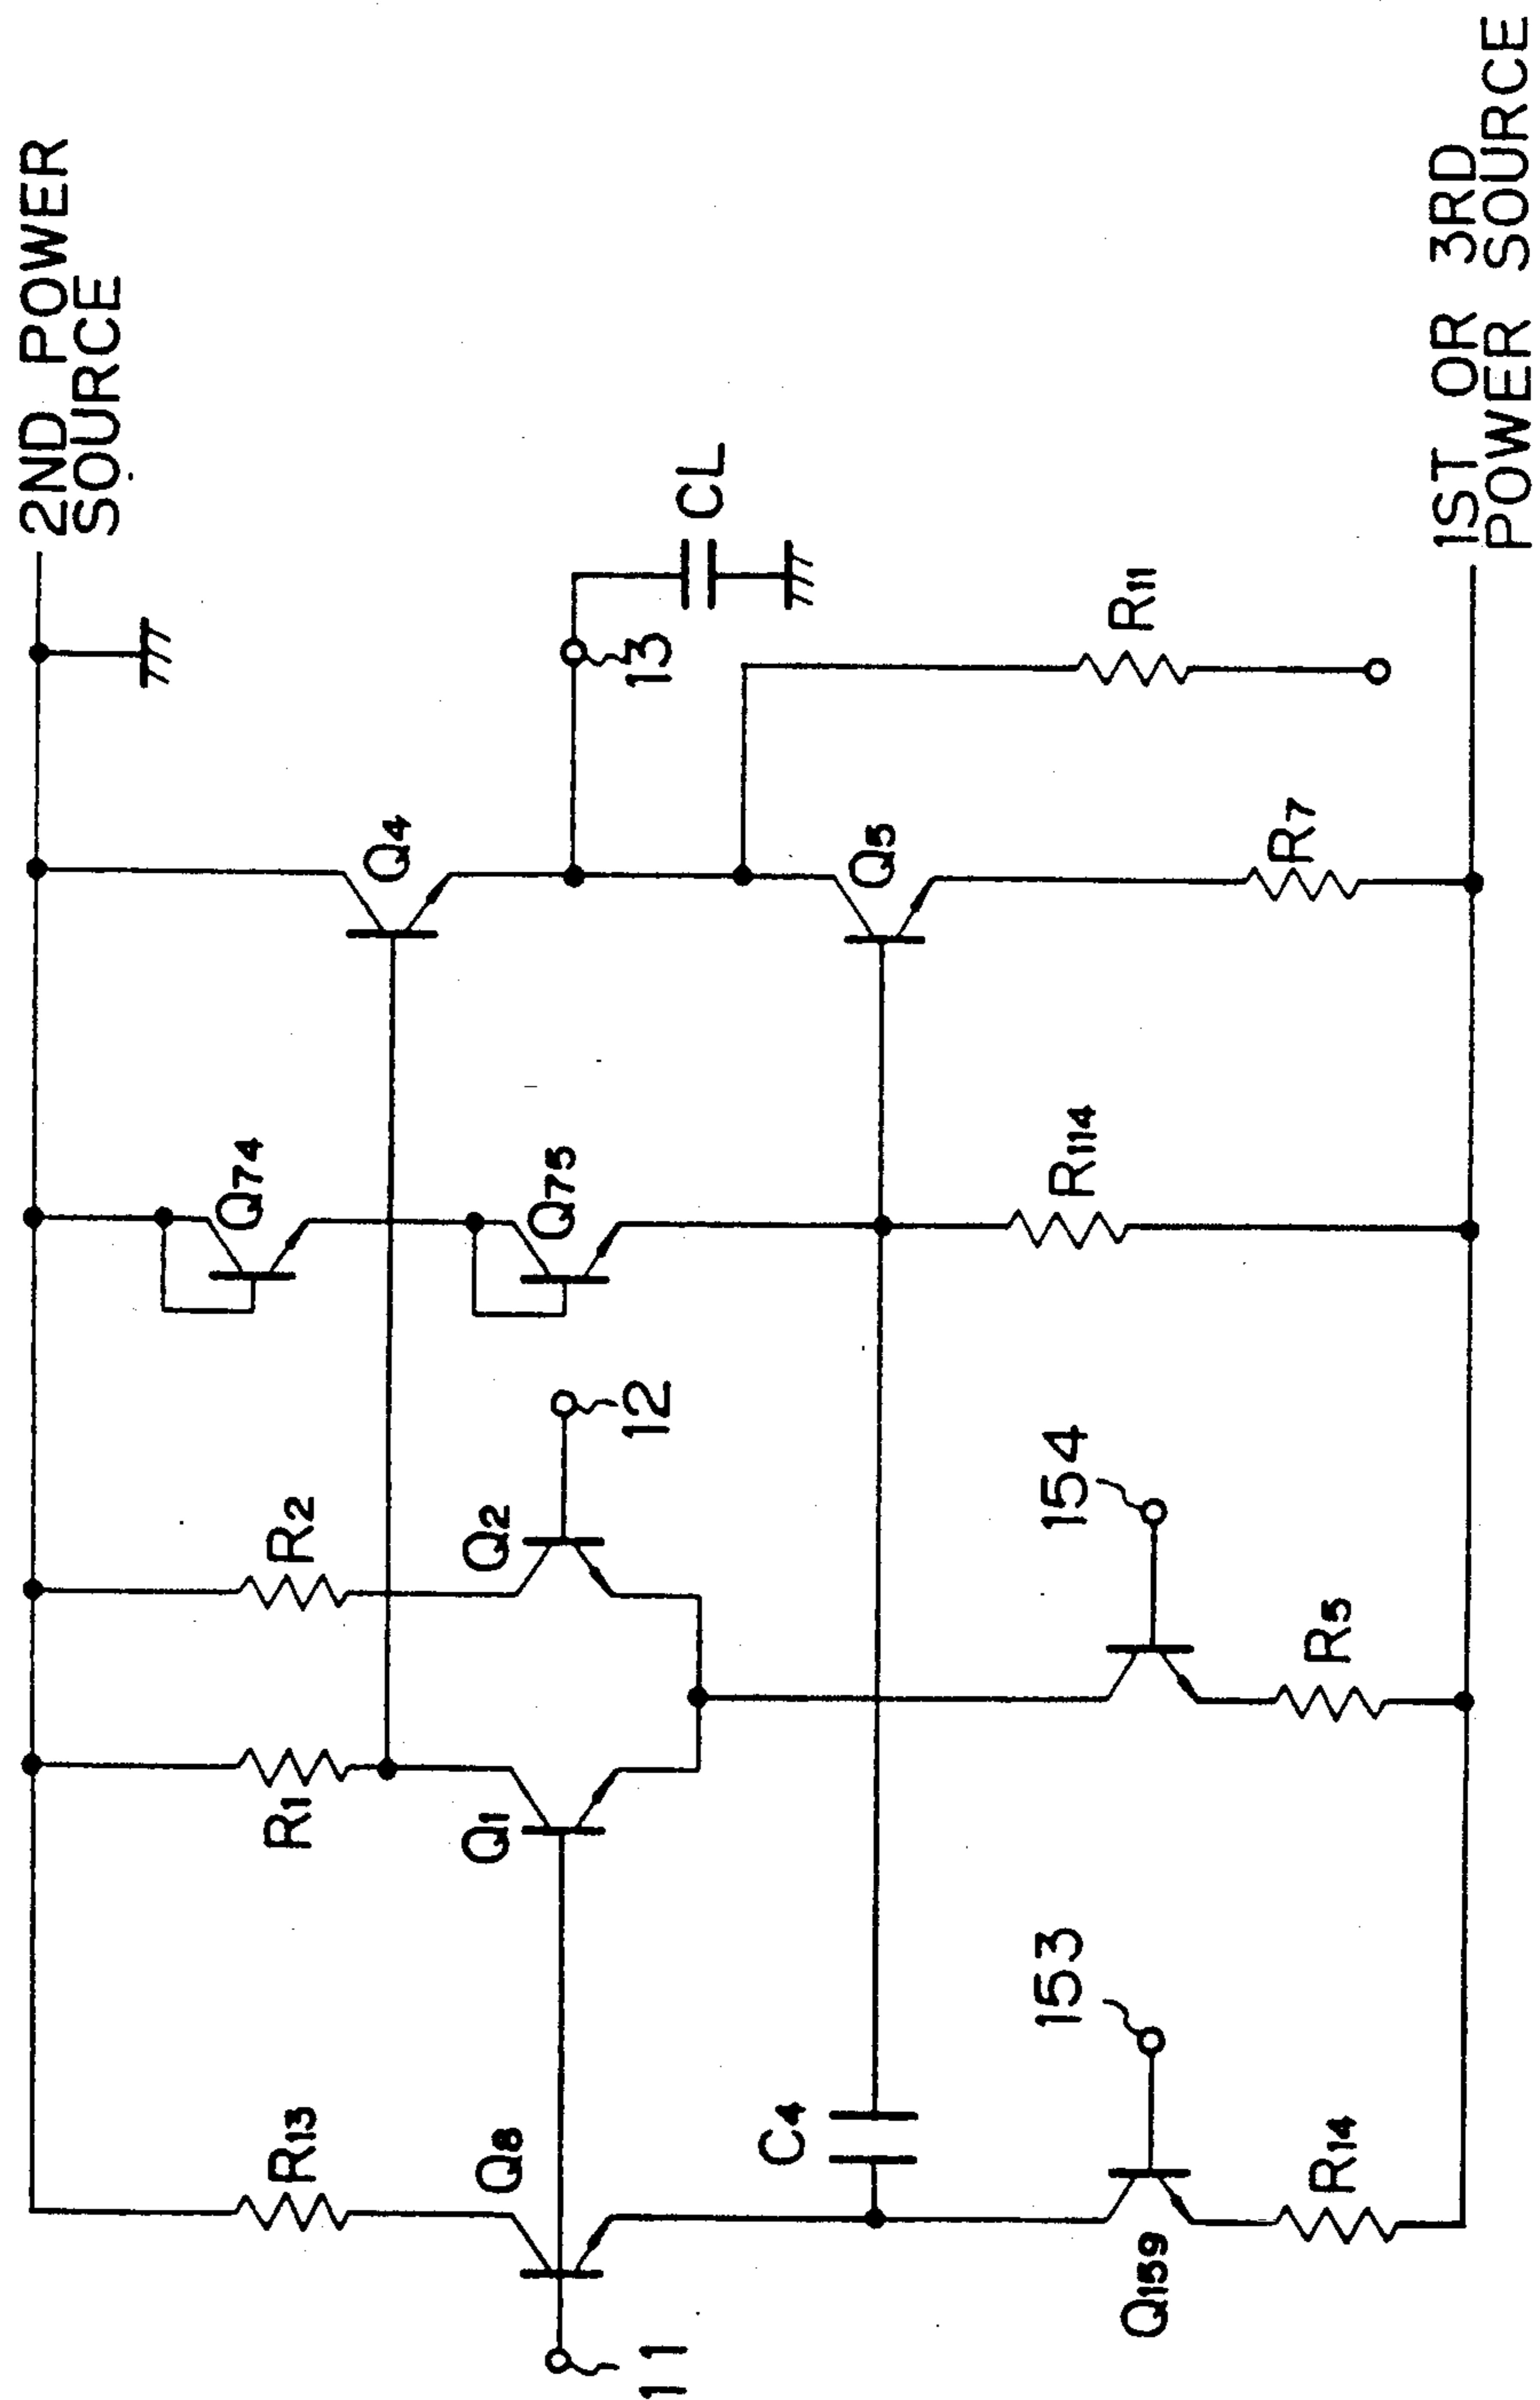 2ND POWER
SOURCE
R13
R1
R2
Q74
Q4
Q8
Q1
Q2
Q75
11
12
13
CL
C4
Q5
153
154
R114
R11
Q159
R14
R5
R7
1ST OR 3RD
POWER SOURCE